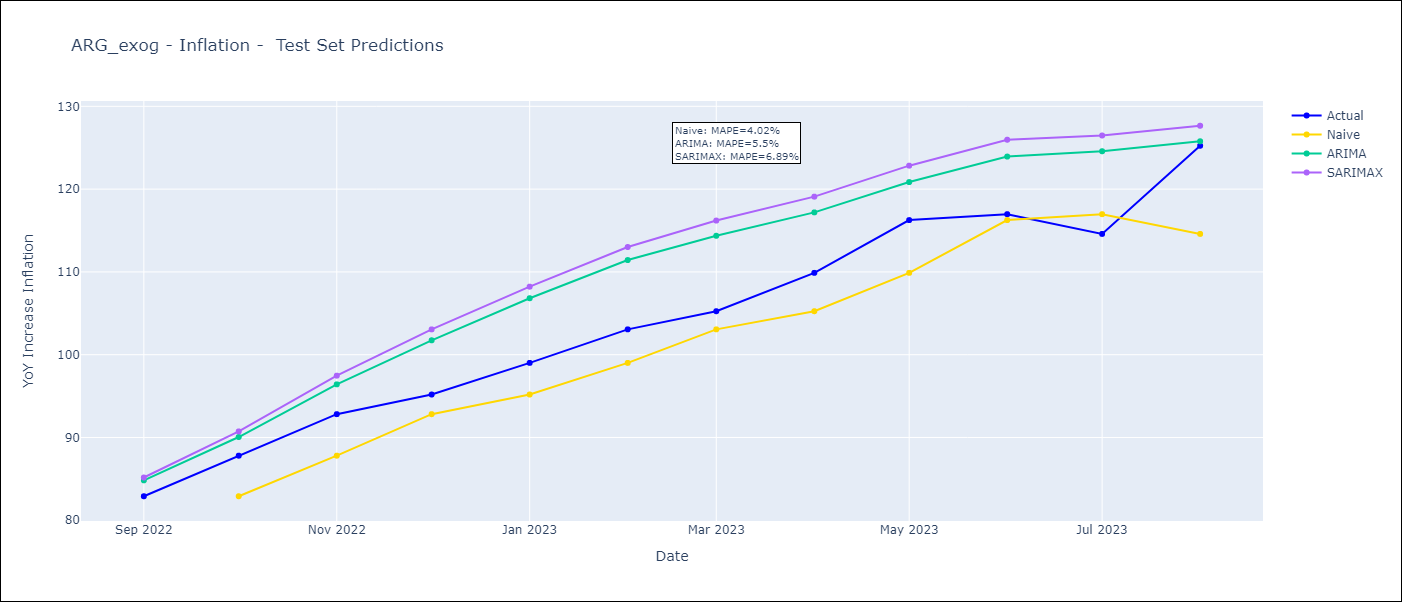 ARG_exog - Inflation -  Test Set Predictions
130
120
110
100
90
80
YoY Increase Inflation
Naive: MAPE=4.02%
ARIMA: MAPE=5.5%
SARIMAX: MAPE=6.89%
Actual
Naive
ARIMA
SARIMAX
Sep 2022
Nov 2022
Jan 2023
Mar 2023
May 2023
Jul 2023
Date